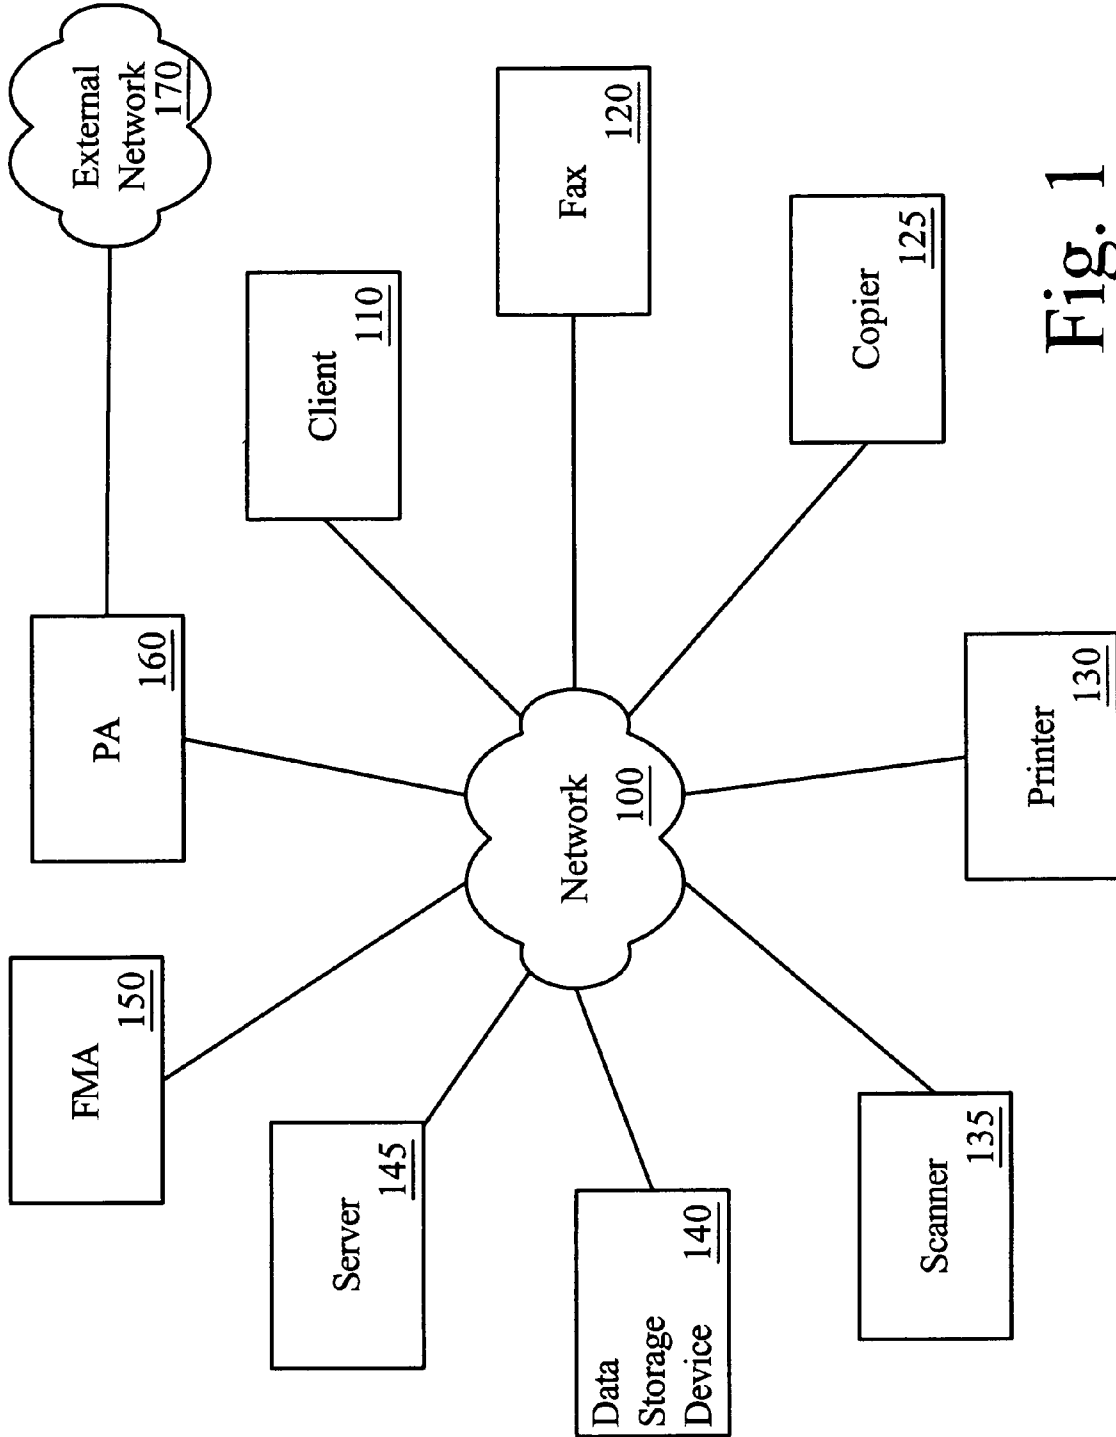 External
Network
170
FMA
150
PA
160
Client
110
Server
145
Fax
120
Network
100
Data
Storage
Device
140
Copier
125
Scanner
135
Printer
130
Fig. 1